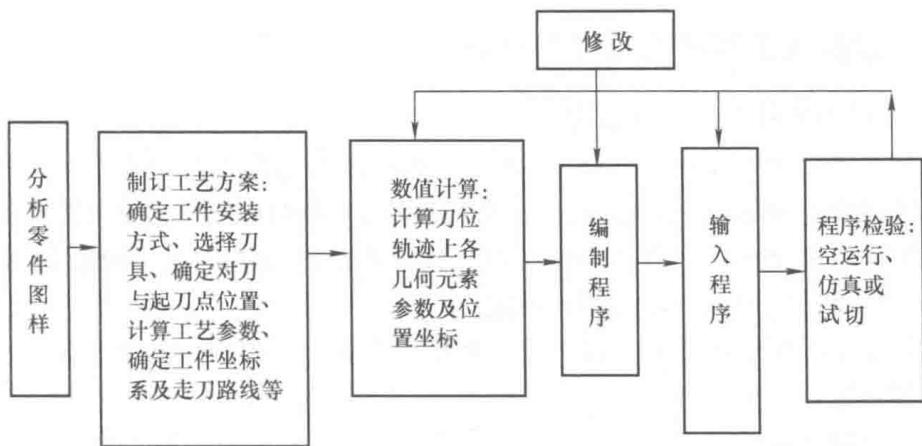 修改
分析零件图样
制订工艺方案：
确定工件安装
方式、选择刀
具、确定对刀
与起刀点位置、
计算工艺参数、
确定工件坐标
系及走刀路线等
数值计算：
计算刀位
轨迹上各
几何元素
参数及位
置坐标
编制程序
输入程序
程序检验：
空运行、
仿真或
试切